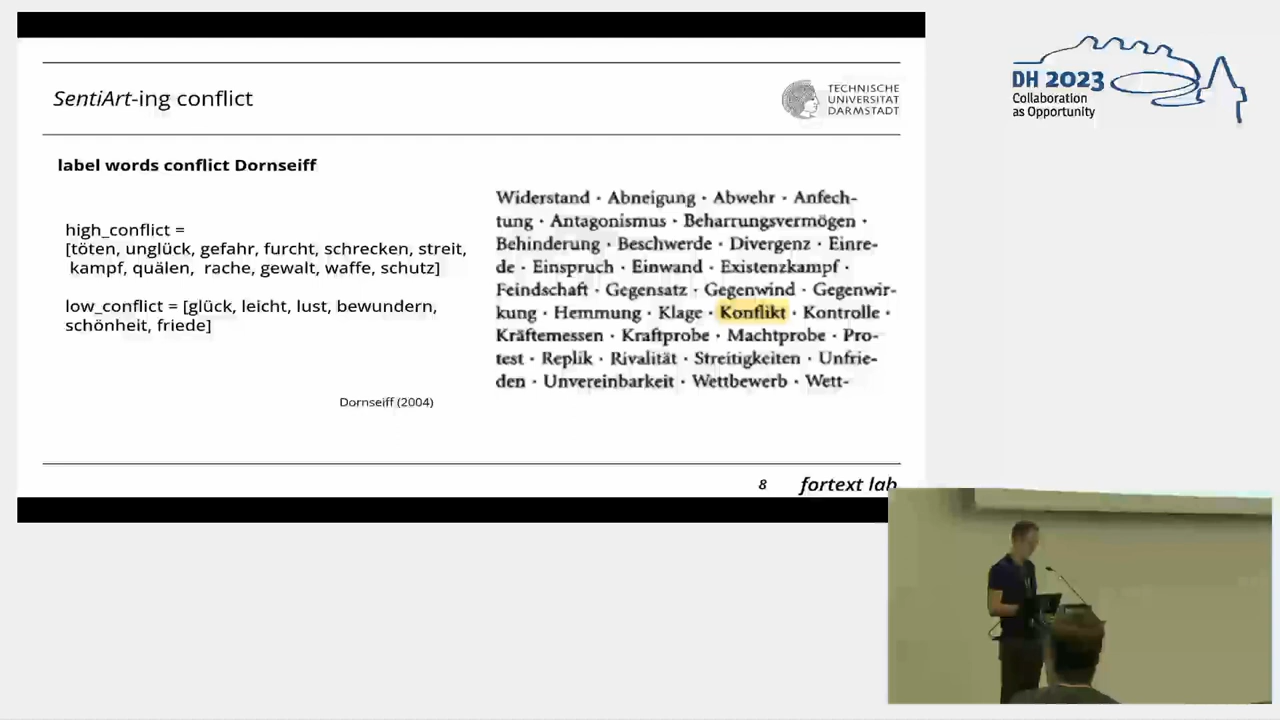 SentiArt-ing conflict
TECHNISCHE
UNIVERSITÄT
DARMSTADT
label words conflict Dornseiff
high_conflict =
[töten, unglück, gefahr, furcht, schrecken, streit,
kampf, quälen, rache, gewalt, waffe, schutz]
low_conflict = [glück, leicht, lust, bewundern,
schönheit, friede]
Dornseiff (2004)
Widerstand · Abneigung · Abwehr · Anfech-
tung · Antagonismus · Beharrungsvermögen ·
Behinderung · Beschwerde · Divergenz · Einre-
de · Einspruch · Einwand · Existenzkampf ·
Feindschaft · Gegensatz · Gegenwind · Gegenwir-
kung · Hemmung · Klage · Konflikt · Kontrolle ·
Kräftemessen · Kraftprobe · Machtprobe · Pro-
test · Replik · Rivalität · Streitigkeiten · Unfrie-
den · Unvereinbarkeit · Wettbewerb · Wett-
8 fortext lab
DH 2023
Collaboration
as Opportunity